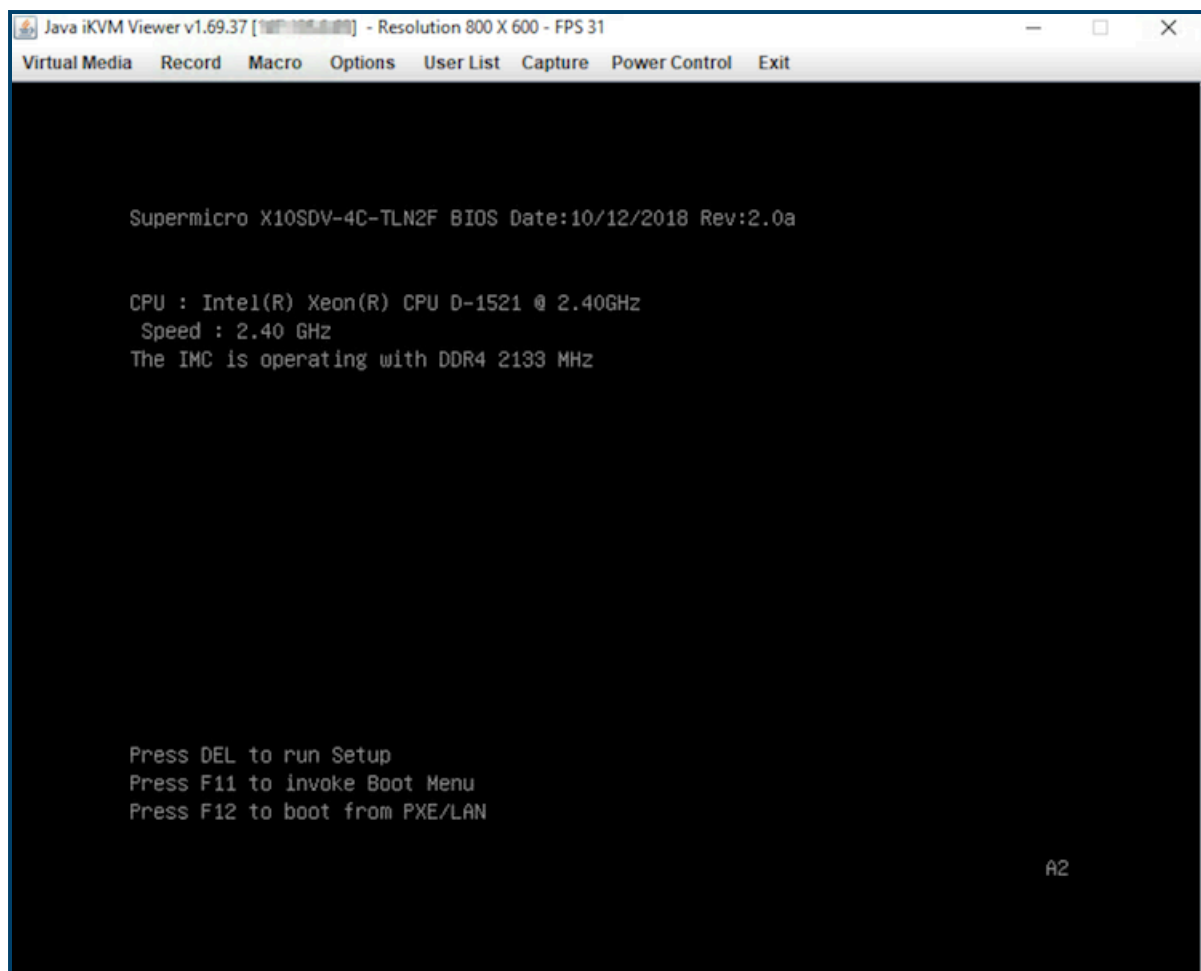 Java iKVM Viewer v1.69.37 [ ] - Resolution 800 X 600 - FPS 31
Virtual Media Record Macro Options User List Capture Power Control Exit
Supermicro X10SDV-4C-TLN2F BIOS Date:10/12/2018 Rev:2.0a
CPU : Intel(R) Xeon(R) CPU D-1521 @ 2.40GHz
Speed : 2.40 GHz
The IMC is operating with DDR4 2133 MHz
Press DEL to run Setup
Press F11 to invoke Boot Menu
Press F12 to boot from PXE/LAN
A2